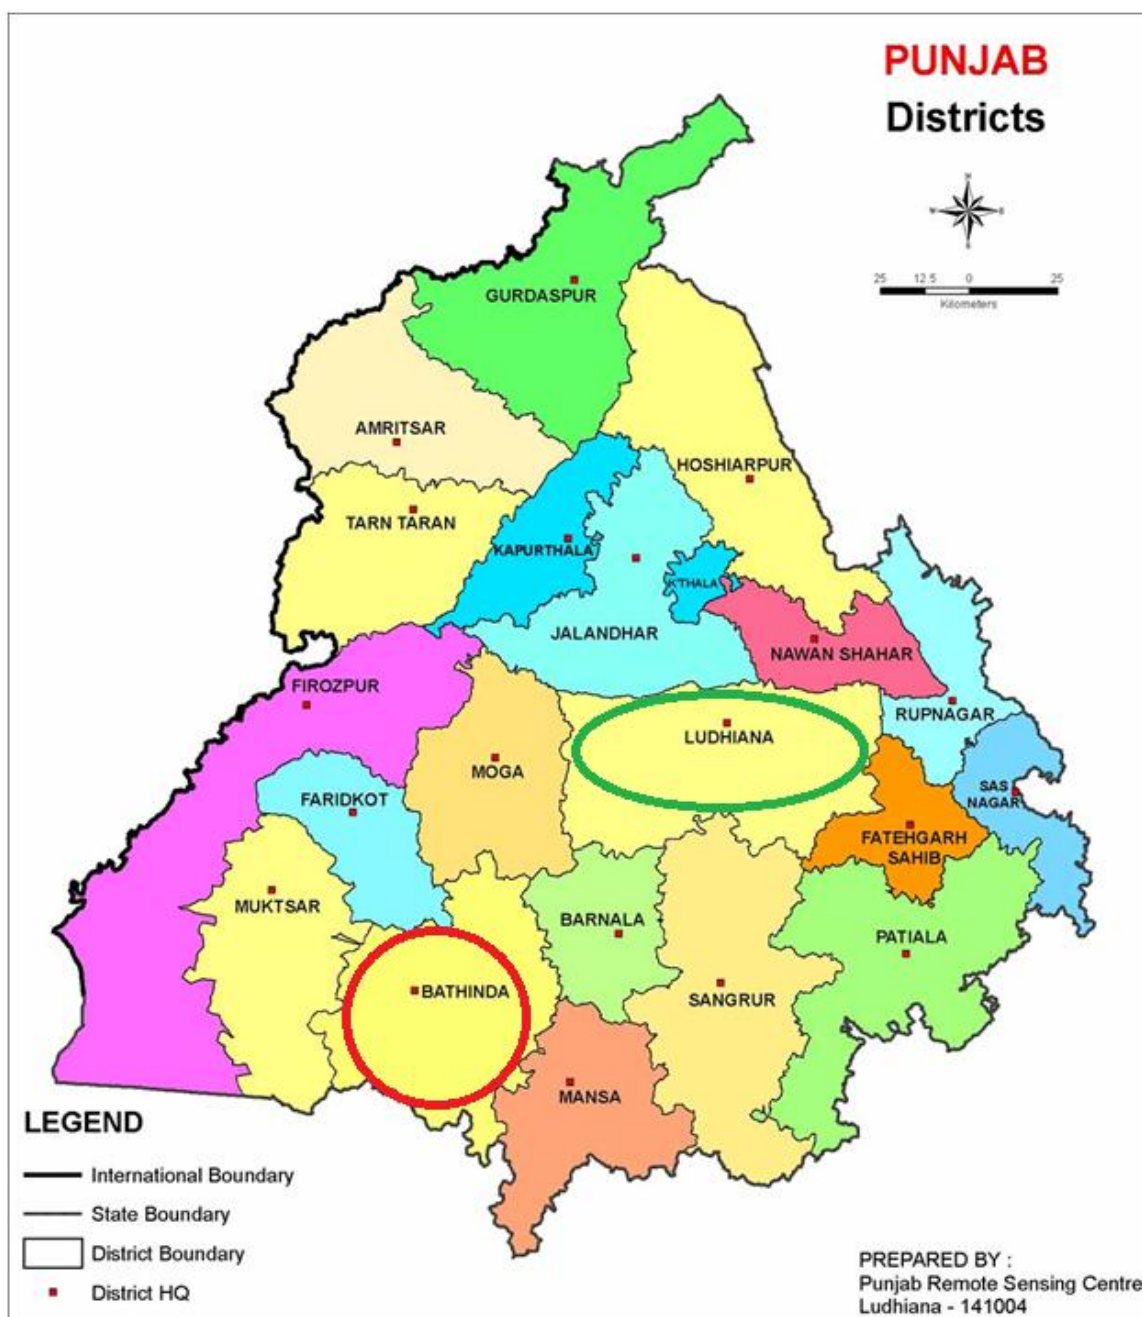 PUNJAB
Districts
N
W E
S
25 12.5 0 25
Kilometers
GURDASPUR
AMRITSAR
HOSHIARPUR
TARN TARAN
KAPURTHALA
K'THALA
JALANDHAR
NAWAN SHAHAR
FIROZPUR
RUPNAGAR
LUDHIANA
MOGA
SAS
NAGAR
FARIDKOT
FATEHGARH
SAHIB
MUKTSAR
BARNALA
PATIALA
BATHINDA
SANGRUR
MANSA
LEGEND
International Boundary
State Boundary
District Boundary
District HQ
PREPARED BY :
Punjab Remote Sensing Centre
Ludhiana - 141004